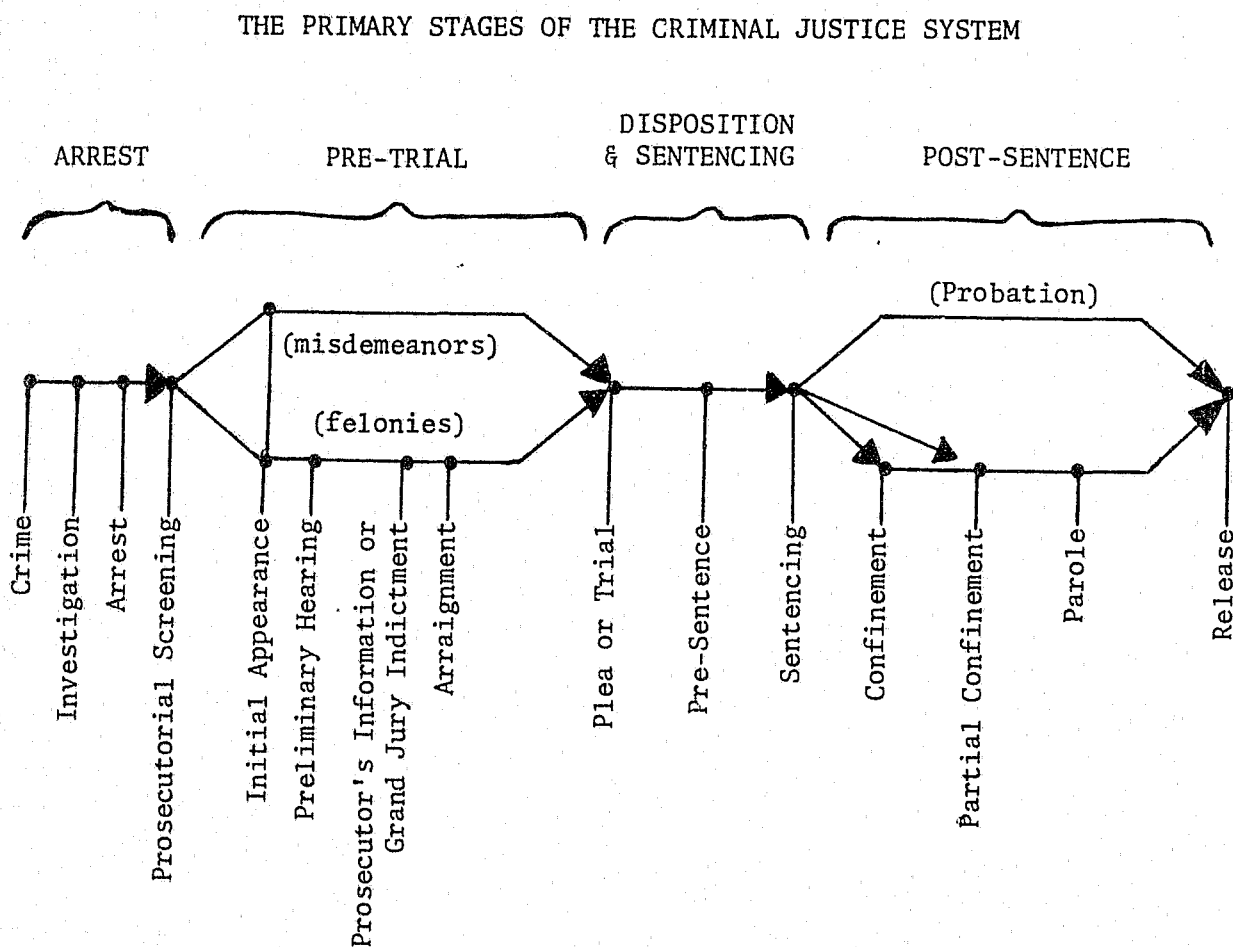 THE PRIMARY STAGES OF THE CRIMINAL JUSTICE SYSTEM
ARREST
PRE-TRIAL
DISPOSITION
& SENTENCING
POST-SENTENCE
(misdemeanors)
(felonies)
(Probation)
Crime
Investigation
Arrest
Prosecutorial Screening
Initial Appearance
Preliminary Hearing
Prosecutor's Information or
Grand Jury Indictment
Arraignment
Plea or Trial
Pre-Sentence
Sentencing
Confinement
Partial Confinement
Parole
Release